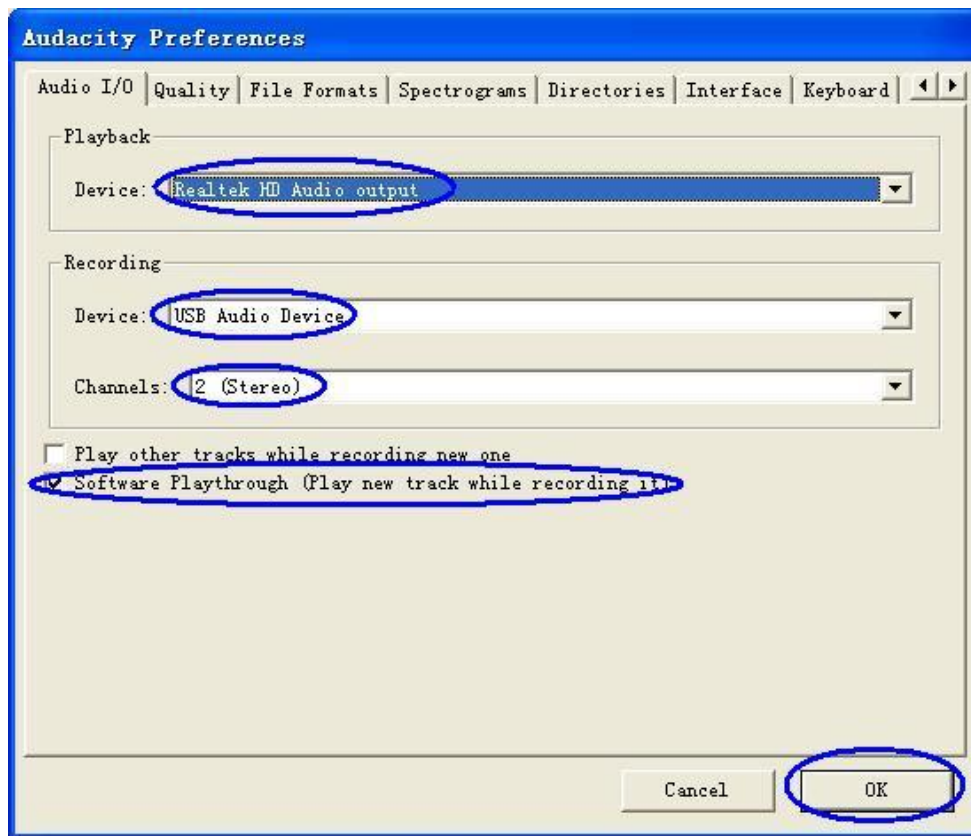 Audacity Preferences
Audio I/O Quality File Formats Spectrograms Directories Interface Keyboard
Playback
Device: Realtek HD Audio output
Recording
Device: USB Audio Device
Channels: 2 (Stereo)
Play other tracks while recording new one
Software Playthrough (Play new track while recording it)
Cancel OK